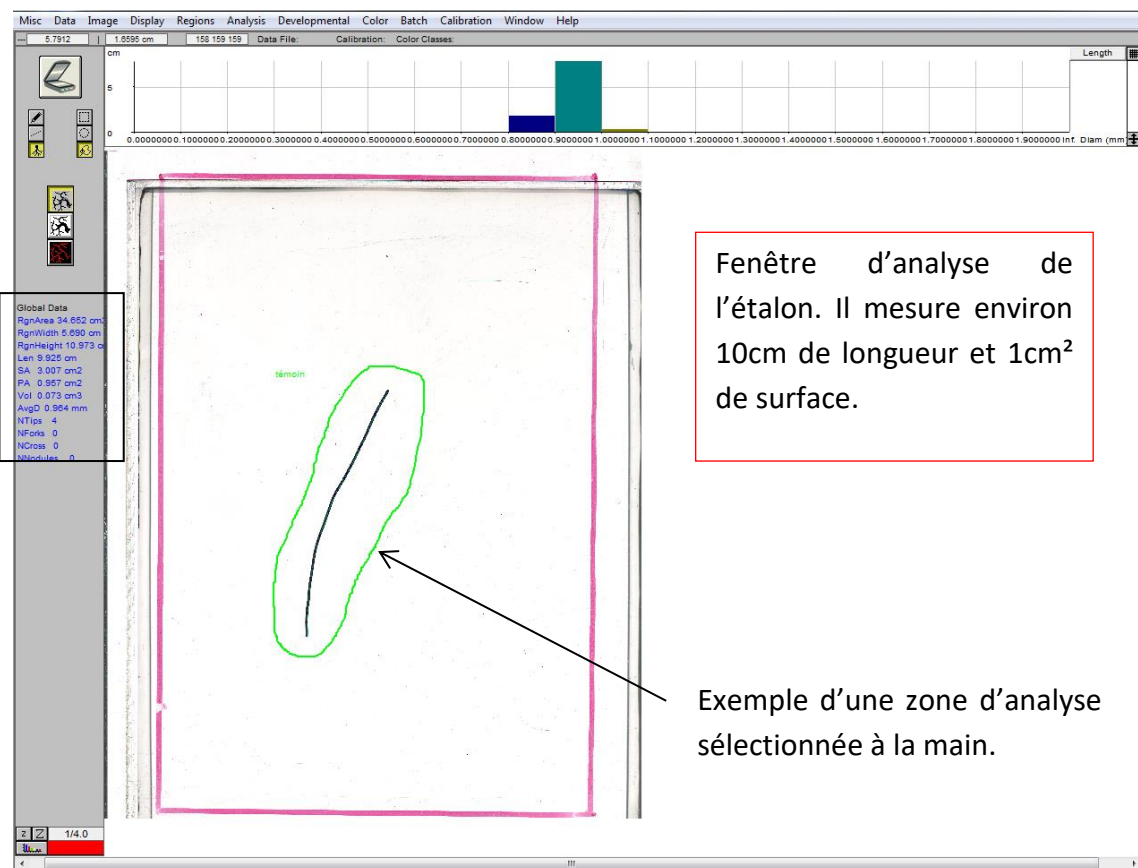 Misc Data Image Display Regions Analysis Developmental Color Batch Calibration Window Help
--- 5.7912 | 1.6595 cm 158 159 159 Data File: Calibration: Color Classes:
cm Length
5
0
0.0000000 0.1000000 0.2000000 0.3000000 0.4000000 0.5000000 0.6000000 0.7000000 0.8000000 0.9000000 1.0000000 1.1000000 1.2000000 1.3000000 1.4000000 1.5000000 1.6000000 1.7000000 1.8000000 1.9000000 Inf. Diam (mm)
Fenêtre d’analyse de
l’étalon. Il mesure environ
10cm de longueur et 1cm²
de surface.
Global Data
RgnArea 34.652 cm2
RgnWidth 5.690 cm
RgnHeight 10.973 c
Len 9.925 cm
SA 3.007 cm2
PA 0.957 cm2
Vol 0.073 cm3
AvgD 0.964 mm
NTips 4
NForks 0
NCross 0
NNodules 0
témoin
Exemple d’une zone d’analyse
sélectionnée à la main.
z Z 1/4.0